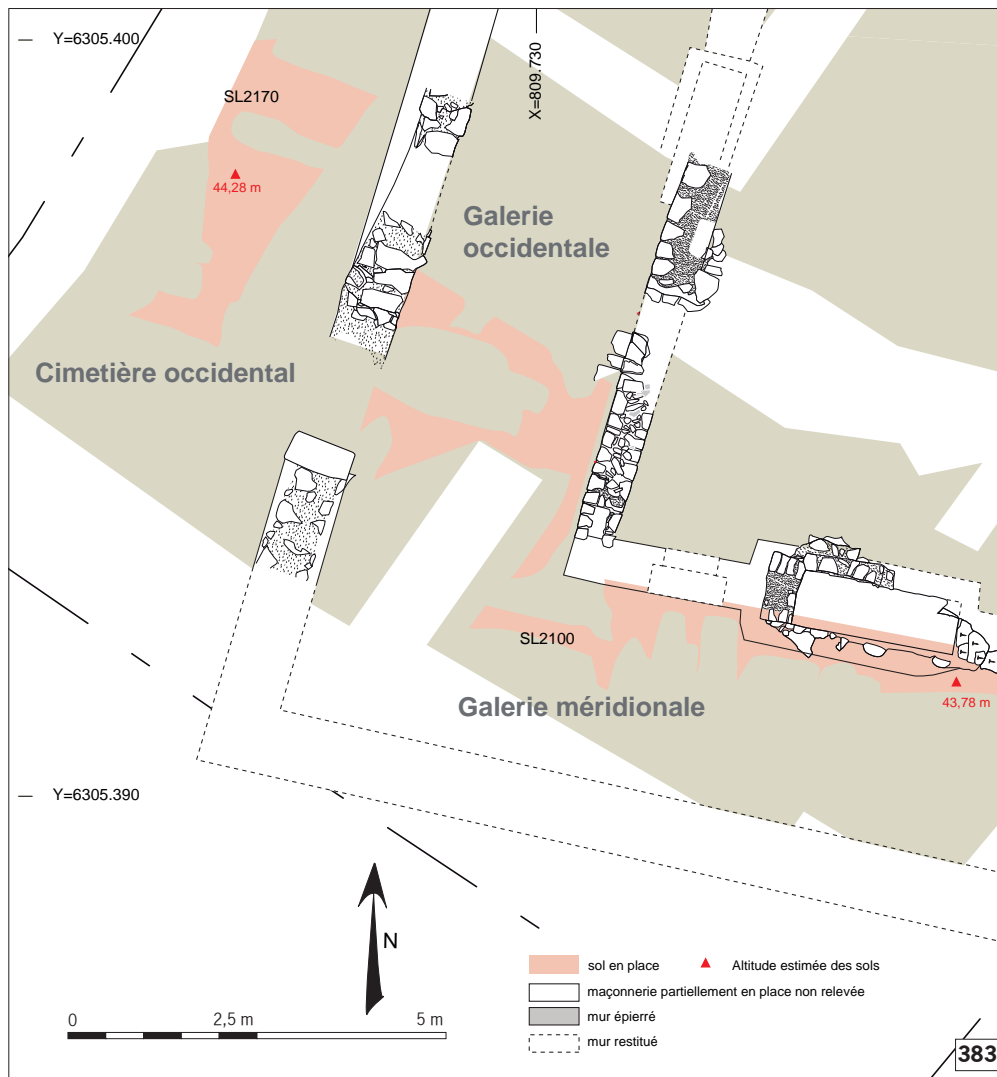 Y=6305.400
X=809.730
SL2170
44,28 m
Galerie
occidentale
Cimetière occidental
SL2100
Galerie méridionale
43,78 m
T
T
T
T
T
Y=6305.390
N
sol en place
Altitude estimée des sols
maçonnerie partiellement en place non relevée
mur épierré
mur restitué
0
2,5 m
5 m
383